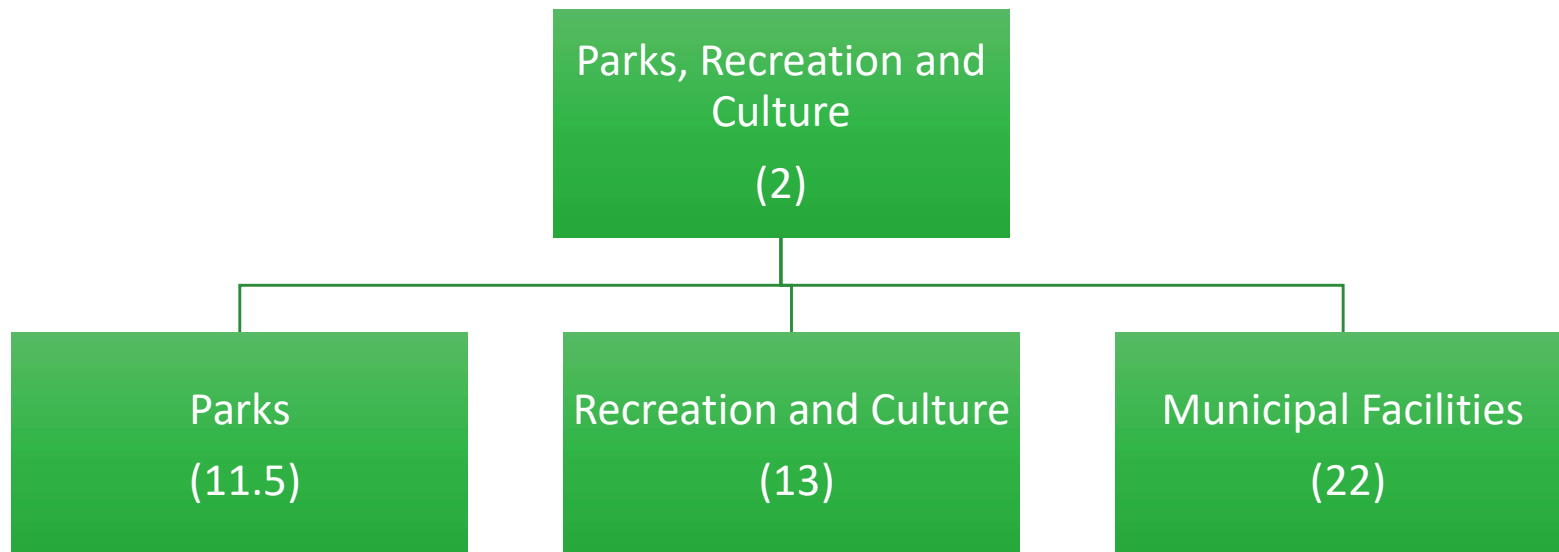 Parks, Recreation and
Culture
(2)
Parks
(11.5)
Recreation and Culture
(13)
Municipal Facilities
(22)